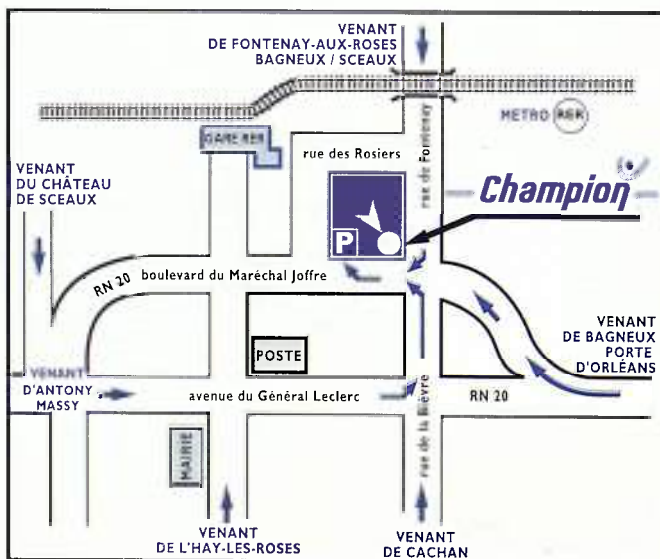 VENANT
DE FONTENAY-AUX-ROSES
BAGNEUX / SCEAUX
METRO RER
GARE RER
rue des Rosiers
rue de Fontenay
VENANT
DU CHÂTEAU
DE SCEAUX
Champion
P
RN 20
boulevard du Maréchal Joffre
VENANT
DE BAGNEUX
PORTE
D'ORLÉANS
POSTE
VENANT
D'ANTONY
MASSY
avenue du Général Leclerc
RN 20
rue de la Bièvre
MAIRIE
VENANT
DE L'HAY-LES-ROSES
VENANT
DE CACHAN